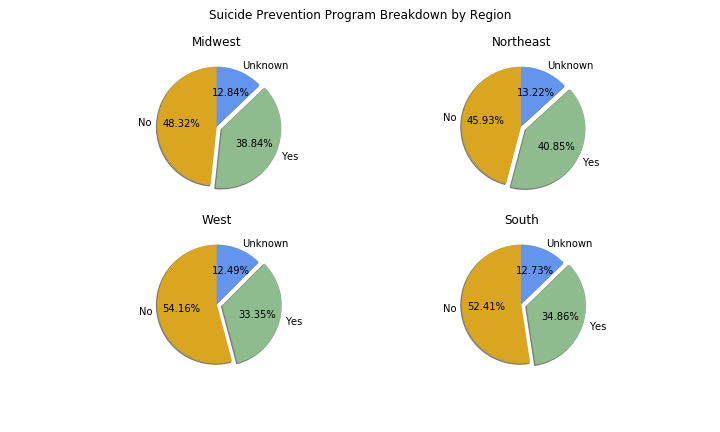 Suicide Prevention Program Breakdown by Region
Midwest
Unknown
12.84%
No
48.32%
38.84%
Yes
Northeast
Unknown
13.22%
No
45.93%
40.85%
Yes
West
Unknown
12.49%
No
54.16%
33.35%
Yes
South
Unknown
12.73%
No
52.41%
34.86%
Yes